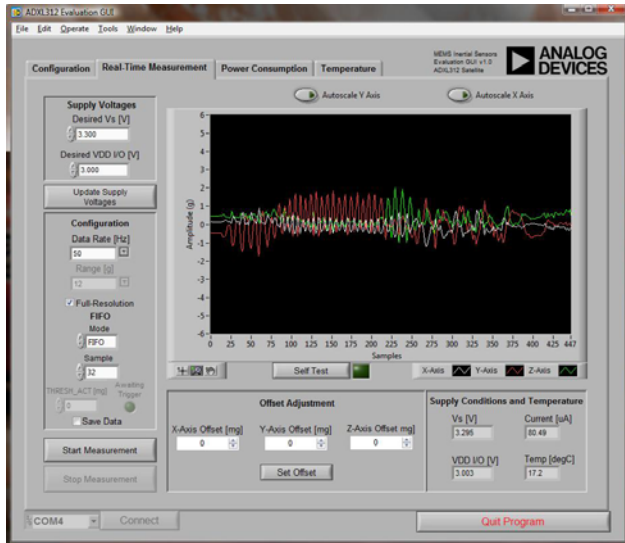 ADXL312 Evaluation GUI
File Edit Operate Tools Window Help
MEMS Inertial Sensors
Evaluation GUI v1.0
ADXL312 Satellite
ANALOG
DEVICES
Configuration Real-Time Measurement Power Consumption Temperature
Autoscale Y Axis Autoscale X Axis
Supply Voltages
Desired Vs [V]
3.300
Desired VDD I/O [V]
3.000
Update Supply
Voltages
Configuration
Data Rate [Hz]
50
Range [g]
12
Full-Resolution
FIFO
Mode
FIFO
Sample
32
THRESH_ACT [mg]
Awaiting
Trigger
0
Save Data
Start Measurement
Stop Measurement
Amplitude (g)
6
5
4
3
2
1
0
-1
-2
-3
-4
-5
-6
0 25 50 75 100 125 150 175 200 225 250 275 300 325 350 375 400 425 447
Samples
Self Test
X-Axis Y-Axis Z-Axis
Offset Adjustment
X-Axis Offset [mg] Y-Axis Offset [mg] Z-Axis Offset mg]
0 0 0
Set Offset
Supply Conditions and Temperature
Vs [V] Current [uA]
3.295 80.49
VDD I/O [V] Temp [degC]
3.003 17.2
COM4 Connect
Quit Program